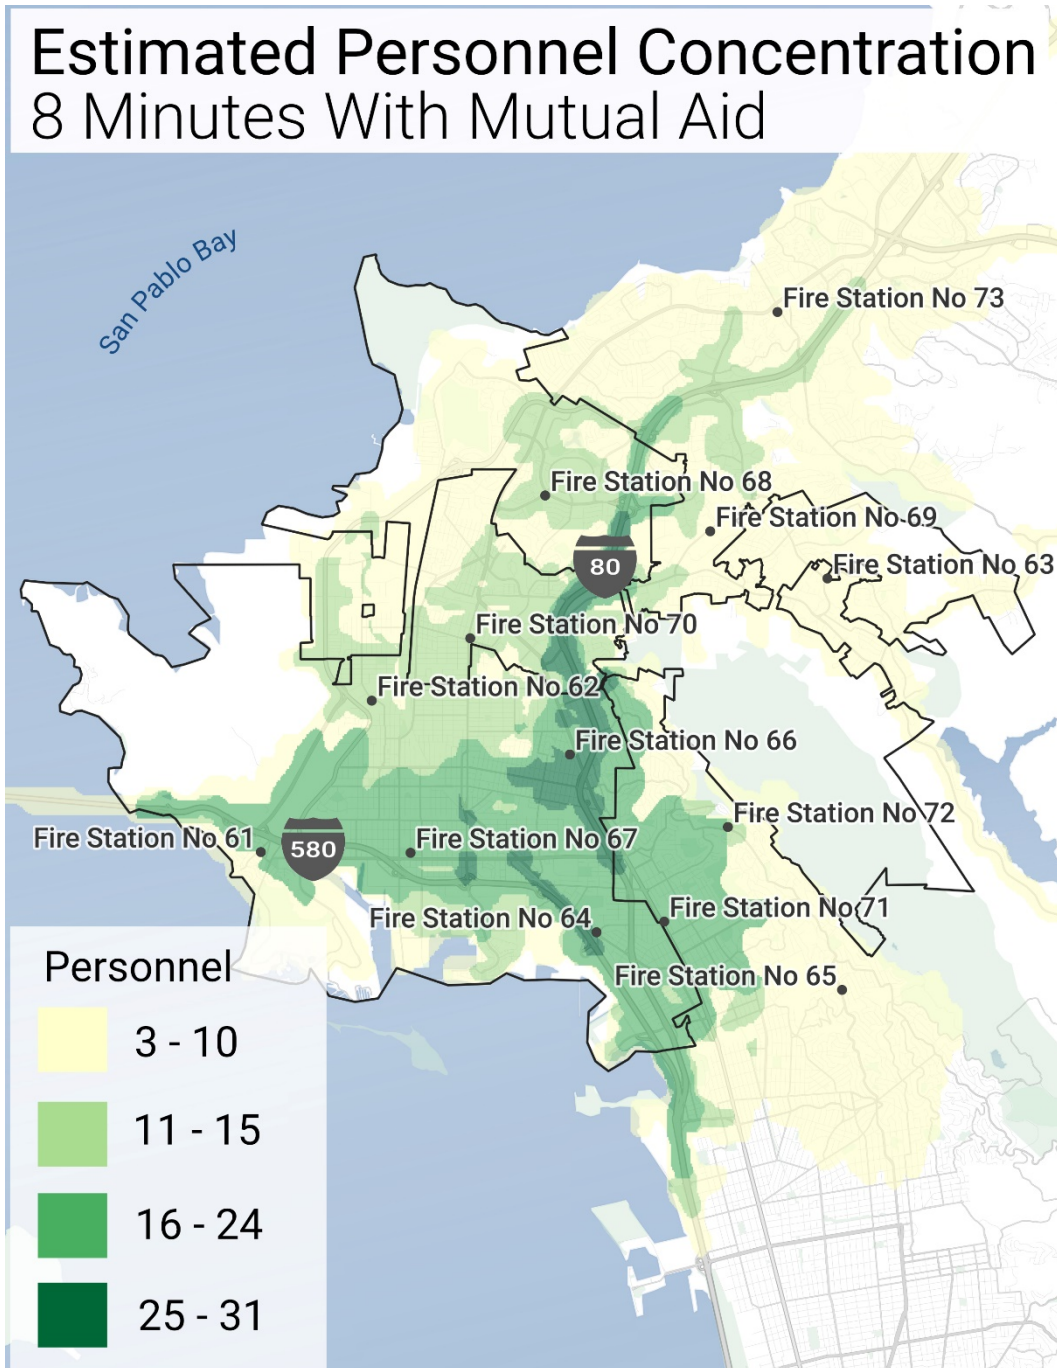 Estimated Personnel Concentration
8 Minutes With Mutual Aid
San Pablo Bay
Fire Station No 73
Fire Station No 68
Fire Station No 69
80
Fire Station No 63
Fire Station No 70
Fire Station No 62
Fire Station No 66
Fire Station No 72
Fire Station No 61
580
Fire Station No 67
Fire Station No 71
Fire Station No 64
Fire Station No 65
Personnel
3 - 10
11 - 15
16 - 24
25 - 31